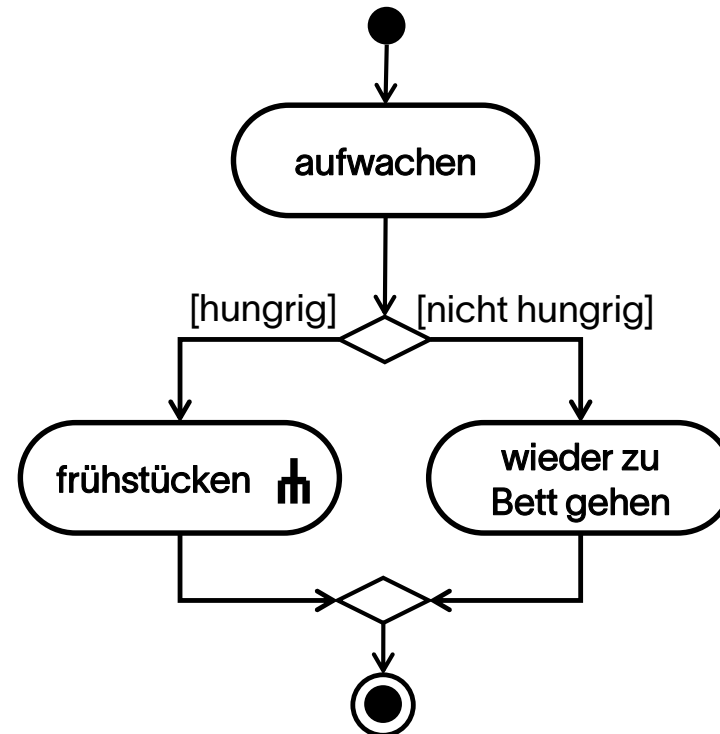 aufwachen
[hungrig]
[nicht hungrig]
frühstücken
wieder zu
Bett gehen